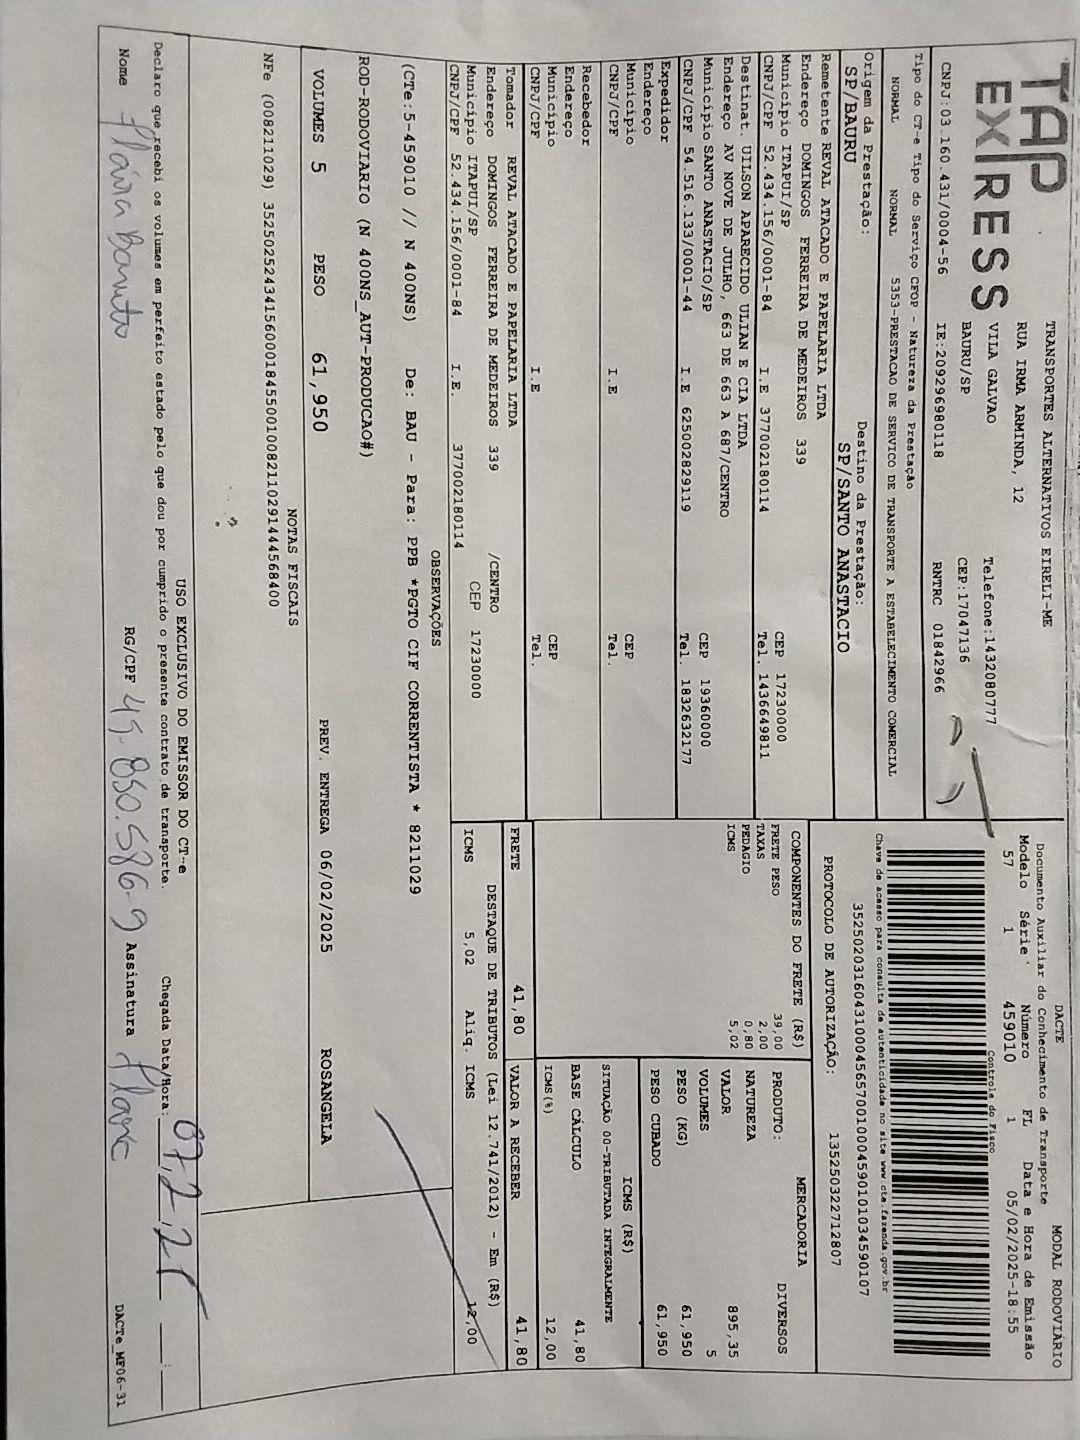 TAP
EXPRESS
TRANSPORTES ALTERNATIVOS EIRELI-ME
RUA IRMA ARMINDA, 12
VILA GALVAO Telefone:1432080777
BAURU/SP CEP:17047136
CNPJ:03.160.431/0004-56 IE:209296980118 RNTRC 01842966
DACTE MODAL RODOVIÁRIO
Documento Auxiliar do Conhecimento de Transporte
Modelo Série Número FL Data e Hora de Emissão
57 1 459010 1 05/02/2025-18:55
Controle do Fisco
Chave de acesso para consulta de autenticidade no site www.cte.fazenda.gov.br
35250203160431000456570010004590101034590107
PROTOCOLO DE AUTORIZAÇÃO: 135250322712807
Tipo do CT-e Tipo do Serviço CFOP - Natureza da Prestação
NORMAL NORMAL 5353-PRESTACAO DE SERVICO DE TRANSPORTE A ESTABELECIMENTO COMERCIAL
Origem da Prestação: Destino da Prestação:
SP/BAURU SP/SANTO ANASTACIO
Remetente REVAL ATACADO E PAPELARIA LTDA
Endereço DOMINGOS FERREIRA DE MEDEIROS 339
Município ITAPUI/SP CEP 17230000
CNPJ/CPF 52.434.156/0001-84 I.E 377002180114 Tel. 1436649811
Destinat. UILSON APARECIDO ULIAN E CIA LTDA
Endereço AV NOVE DE JULHO, 663 DE 663 A 687/CENTRO
Município SANTO ANASTACIO/SP CEP 19360000
CNPJ/CPF 54.516.133/0001-44 I.E 625002829119 Tel. 1832632177
Expedidor
Endereço
Município CEP
CNPJ/CPF I.E Tel.
Recebedor
Endereço
Município CEP
CNPJ/CPF I.E Tel.
Tomador REVAL ATACADO E PAPELARIA LTDA
Endereço DOMINGOS FERREIRA DE MEDEIROS 339 /CENTRO
Município ITAPUI/SP CEP 17230000
CNPJ/CPF 52.434.156/0001-84 I.E. 377002180114
COMPONENTES DO FRETE (R$)
FRETE PESO 39,00
TAXAS 2,00
PEDAGIO 0,80
ICMS 5,02
MERCADORIA
PRODUTO: DIVERSOS
NATUREZA
VALOR 895,35
VOLUMES 5
PESO (KG) 61,950
PESO CUBADO 61,950
ICMS (R$)
SITUAÇÃO 00-TRIBUTADA INTEGRALMENTE
BASE CÁLCULO 41,80
ICMS(%) 12,00
FRETE 41,80 VALOR A RECEBER 41,80
DESTAQUE DE TRIBUTOS (Lei 12.741/2012) - Em (R$)
ICMS 5,02 Aliq. ICMS 12,00
OBSERVAÇÕES
(CTe:5-459010 // N 400NS) De: BAU - Para: PPB *PGTO CIF CORRENTISTA * 8211029
ROD-RODOVIARIO (N 400NS_AUT-PRODUCAO#)
VOLUMES 5 PESO 61,950 PREV. ENTREGA 06/02/2025 ROSANGELA
NOTAS FISCAIS
NFe (008211029) 35250252434156000184550010082110291444568400
USO EXCLUSIVO DO EMISSOR DO CT-e
Declaro que recebi os volumes em perfeito estado pelo que dou por cumprido o presente contrato de transporte. Chegada Data/Hora: 07,2,25 :
Nome Flávia RG/CPF 45.850.586-9 Assinatura
DACTe_MF06-31